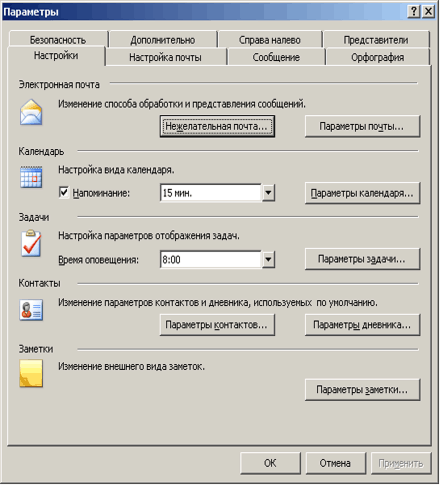 Параметры
Безопасность Дополнительно Справа налево Представители
Настройки Настройка почты Сообщение Орфография
Электронная почта
Изменение способа обработки и представления сообщений.
Нежелательная почта... Параметры почты...
Календарь
Настройка вида календаря.
Напоминание: 15 мин. Параметры календаря...
Задачи
Настройка параметров отображения задач.
Время оповещения: 8:00 Параметры задачи...
Контакты
Изменение параметров контактов и дневника, используемых по умолчанию.
Параметры контактов... Параметры дневника...
Заметки
Изменение внешнего вида заметок.
Параметры заметки...
ОК Отмена Применить